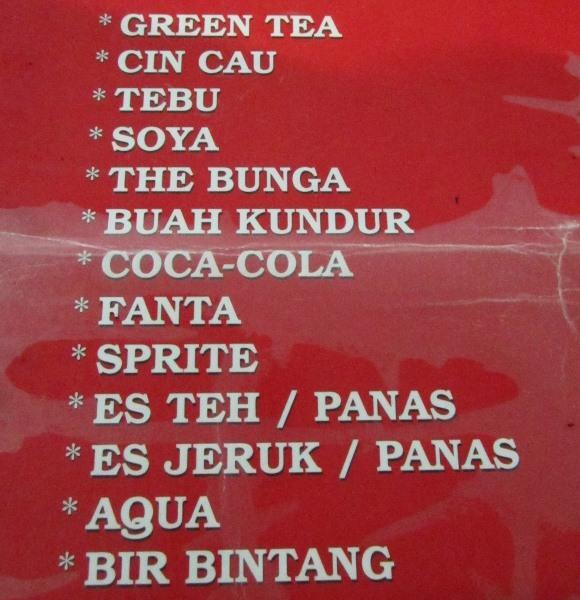 * GREEN TEA
* CIN CAU
* TEBU
* SOYA
* THE BUNGA
* BUAH KUNDUR
* COCA-COLA
* FANTA
* SPRITE
* ES TEH / PANAS
* ES JERUK / PANAS
* AQUA
* BIR BINTANG